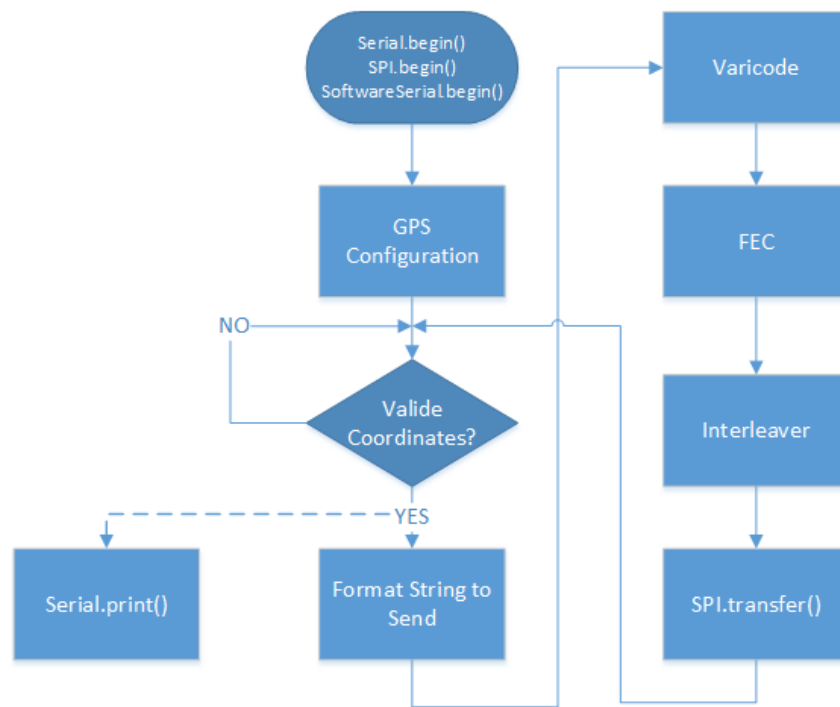 Serial.begin()
SPI.begin()
SoftwareSerial.begin()
GPS
Configuration
NO
Valide
Coordinates?
YES
Serial.print()
Format String to
Send
Varicode
FEC
Interleaver
SPI.transfer()